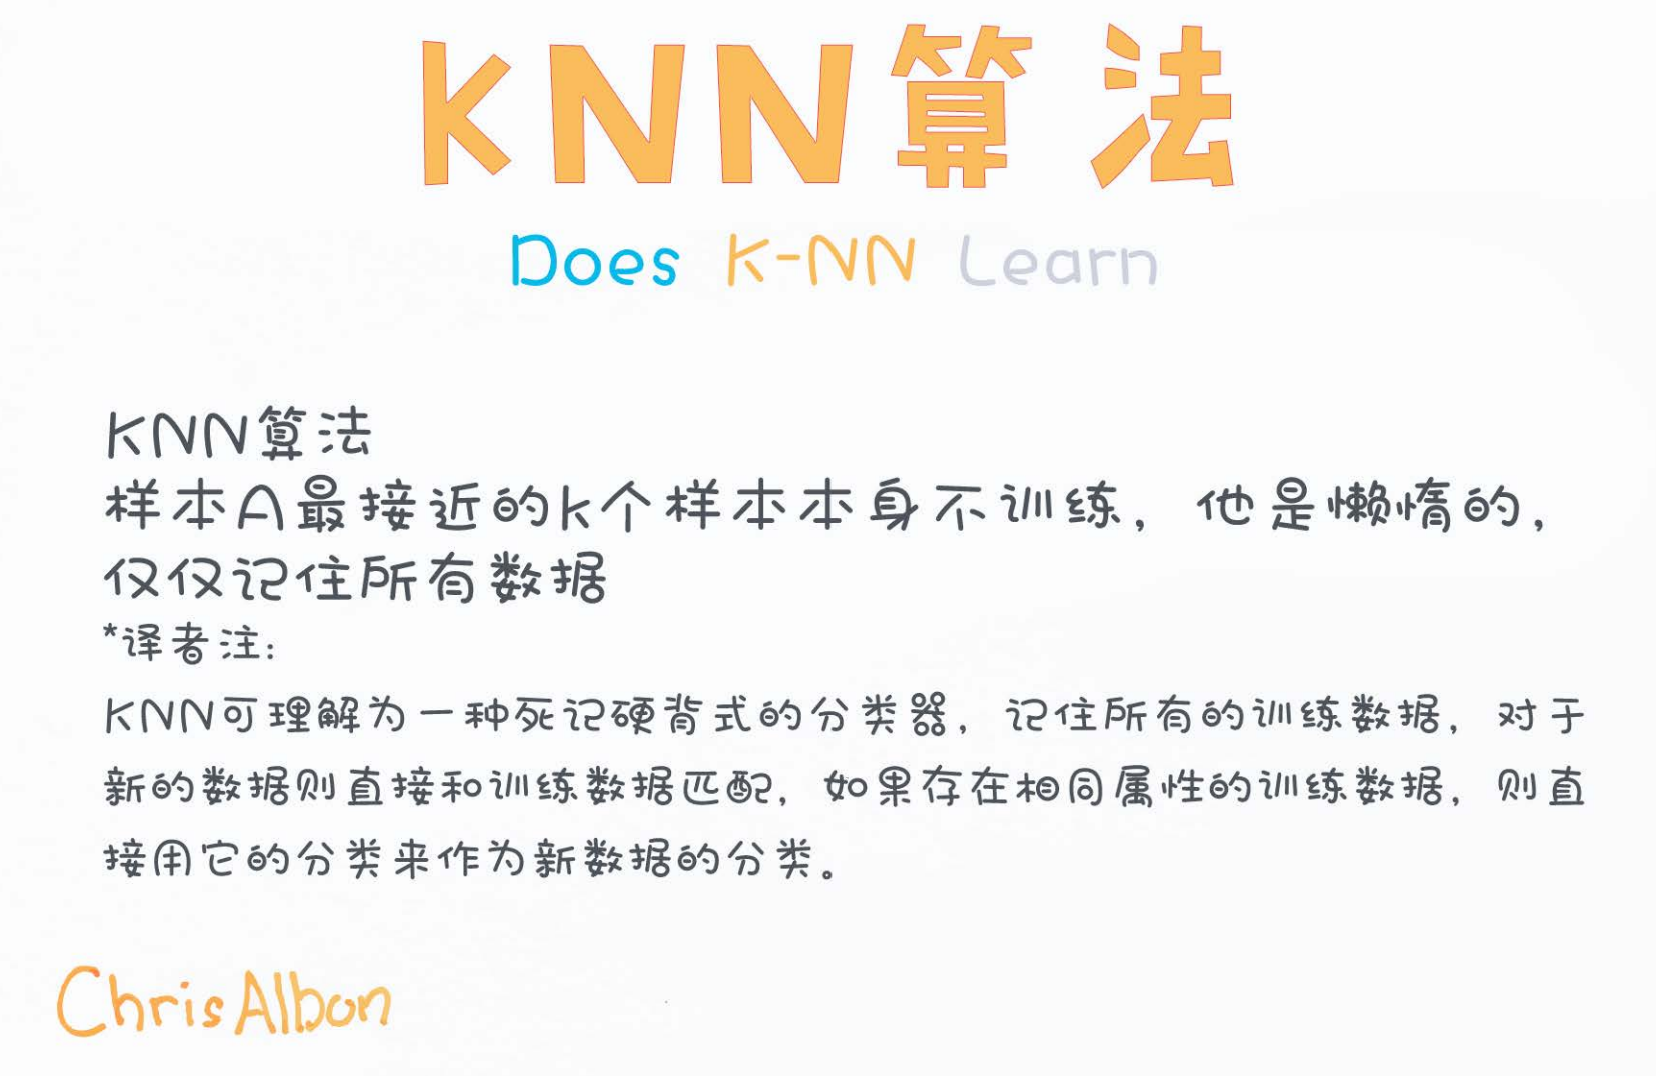 KNN算法
Does K-NN Learn
KNN算法
样本A最接近的k个样本本身不训练，他是懒惰的，
仅仅记住所有数据
*译者注：
KNN可理解为一种死记硬背式的分类器，记住所有的训练数据，对于
新的数据则直接和训练数据匹配，如果存在相同属性的训练数据，则直
接用它的分类来作为新数据的分类。
Chris Albon